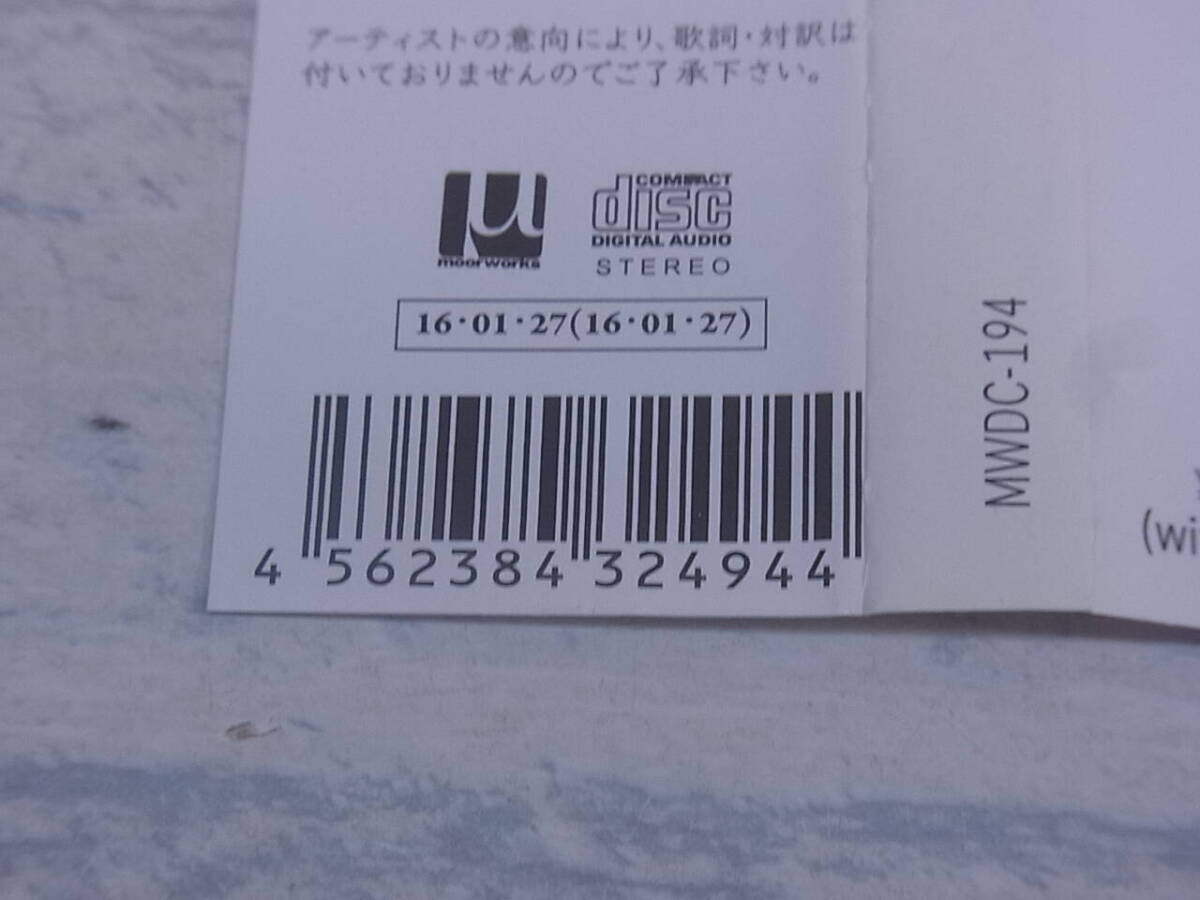 アーティストの意向により、歌詞・対訳は
付いておりませんのでご了承下さい。
µ
moorworks
COMPACT
disc
DIGITAL AUDIO
STEREO
16・01・27(16・01・27)
4 562384 324944
MWDC-194
(wi